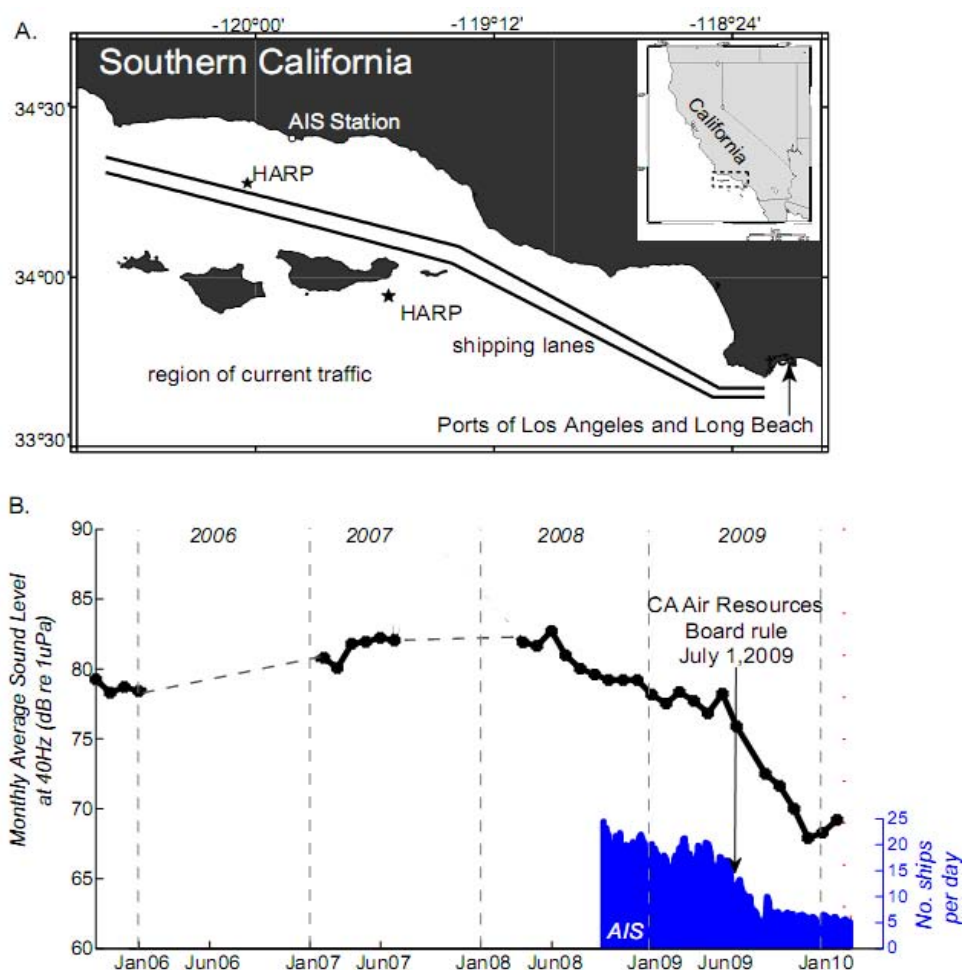 A.
-120°00'
-119°12'
-118°24'
Southern California
34°30'
AIS Station
California
HARP
34°00'
HARP
shipping lanes
region of current traffic
33°30'
Ports of Los Angeles and Long Beach
B.
90
2006
2007
2008
2009
85
CA Air Resources
Board rule
July 1,2009
80
75
70
65
60
Monthly Average Sound Level
at 40Hz (dB re 1uPa)
25
20
15
10
5
0
No. ships
per day
AIS
Jan06
Jun06
Jan07
Jun07
Jan08
Jun08
Jan09
Jun09
Jan10